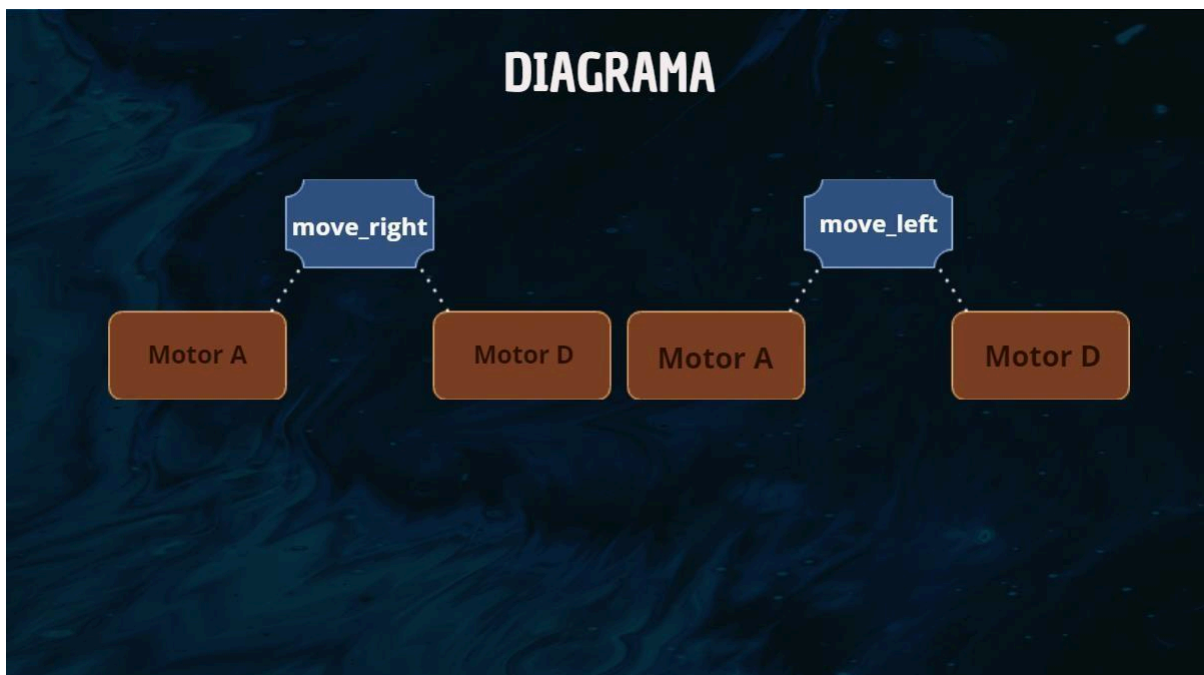 DIAGRAMA
move_right
move_left
Motor A
Motor D
Motor A
Motor D